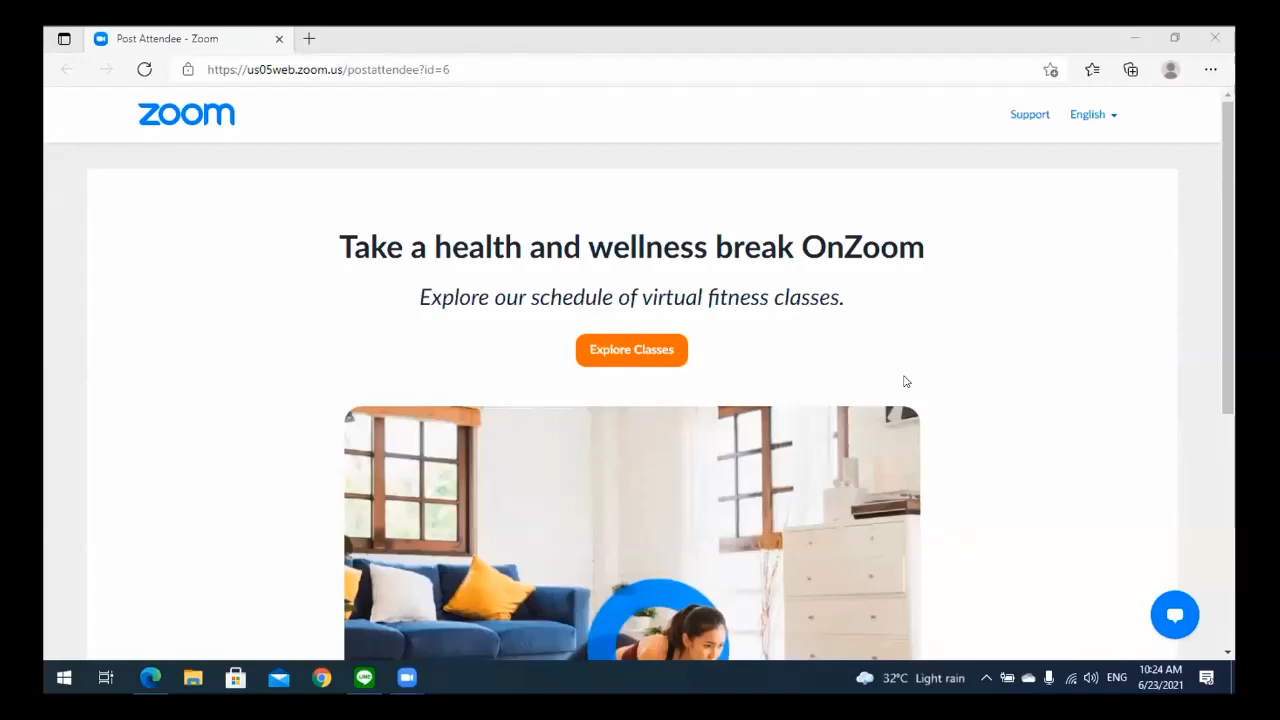 Post Attendee - Zoom
https://us05web.zoom.us/postattendee?id=6
zoom
Support
English
Take a health and wellness break OnZoom
Explore our schedule of virtual fitness classes.
Explore Classes
LINE
32°C Light rain
ENG
10:24 AM
6/23/2021